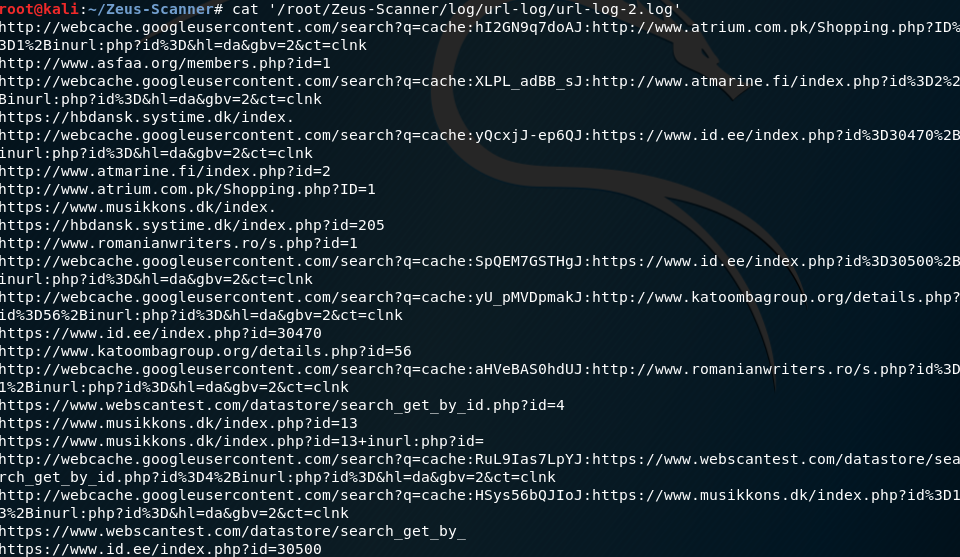 root@kali:~/Zeus-Scanner# cat '/root/Zeus-Scanner/log/url-log/url-log-2.log'
http://webcache.googleusercontent.com/search?q=cache:hI2GN9q7doAJ:http://www.atrium.com.pk/Shopping.php?ID%
3D1%2Binurl:php?id%3D&hl=da&gbv=2&ct=clnk
http://www.asfaa.org/members.php?id=1
http://webcache.googleusercontent.com/search?q=cache:XLPL_adBB_sJ:http://www.atmarine.fi/index.php?id%3D2%2
Binurl:php?id%3D&hl=da&gbv=2&ct=clnk
https://hbdansk.systime.dk/index.
http://webcache.googleusercontent.com/search?q=cache:yQcxjJ-ep6QJ:https://www.id.ee/index.php?id%3D30470%2B
inurl:php?id%3D&hl=da&gbv=2&ct=clnk
http://www.atmarine.fi/index.php?id=2
http://www.atrium.com.pk/Shopping.php?ID=1
https://www.musikkons.dk/index.
https://hbdansk.systime.dk/index.php?id=205
http://www.romanianwriters.ro/s.php?id=1
http://webcache.googleusercontent.com/search?q=cache:SpQEM7GSTHgJ:https://www.id.ee/index.php?id%3D30500%2B
inurl:php?id%3D&hl=da&gbv=2&ct=clnk
http://webcache.googleusercontent.com/search?q=cache:yU_pMVDpmakJ:http://www.katoombagroup.org/details.php?
id%3D56%2Binurl:php?id%3D&hl=da&gbv=2&ct=clnk
https://www.id.ee/index.php?id=30470
http://www.katoombagroup.org/details.php?id=56
http://webcache.googleusercontent.com/search?q=cache:aHVeBAS0hdUJ:http://www.romanianwriters.ro/s.php?id%3D
1%2Binurl:php?id%3D&hl=da&gbv=2&ct=clnk
https://www.webscantest.com/datastore/search_get_by_id.php?id=4
https://www.musikkons.dk/index.php?id=13
https://www.musikkons.dk/index.php?id=13+inurl:php?id=
http://webcache.googleusercontent.com/search?q=cache:RuL9Ias7LpYJ:https://www.webscantest.com/datastore/sea
rch_get_by_id.php?id%3D4%2Binurl:php?id%3D&hl=da&gbv=2&ct=clnk
http://webcache.googleusercontent.com/search?q=cache:HSys56bQJIoJ:https://www.musikkons.dk/index.php?id%3D1
3%2Binurl:php?id%3D&hl=da&gbv=2&ct=clnk
https://www.webscantest.com/datastore/search_get_by_
https://www.id.ee/index.php?id=30500